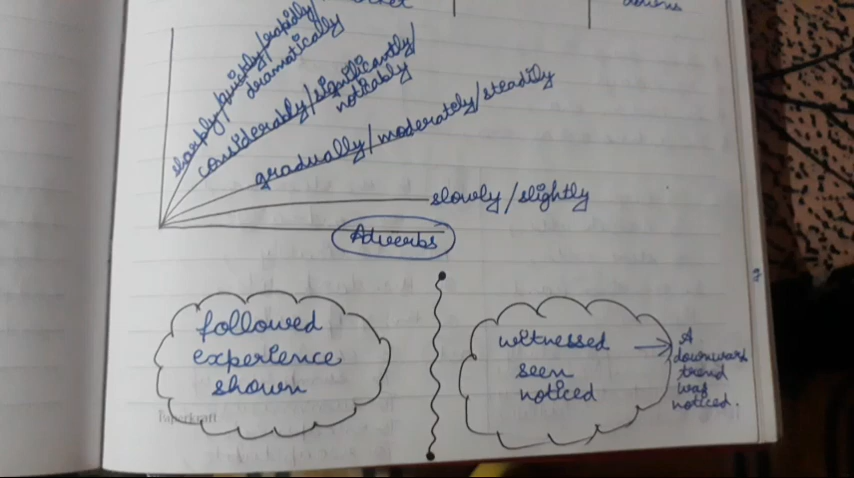 sharply/quickly/rapidly/
dramatically
considerably/significantly/
noticably
gradually/moderately/steadily
slowly/slightly
Adverbs
followed
experience
shown
witnessed
seen
noticed
A
downward
trend
was
noticed.